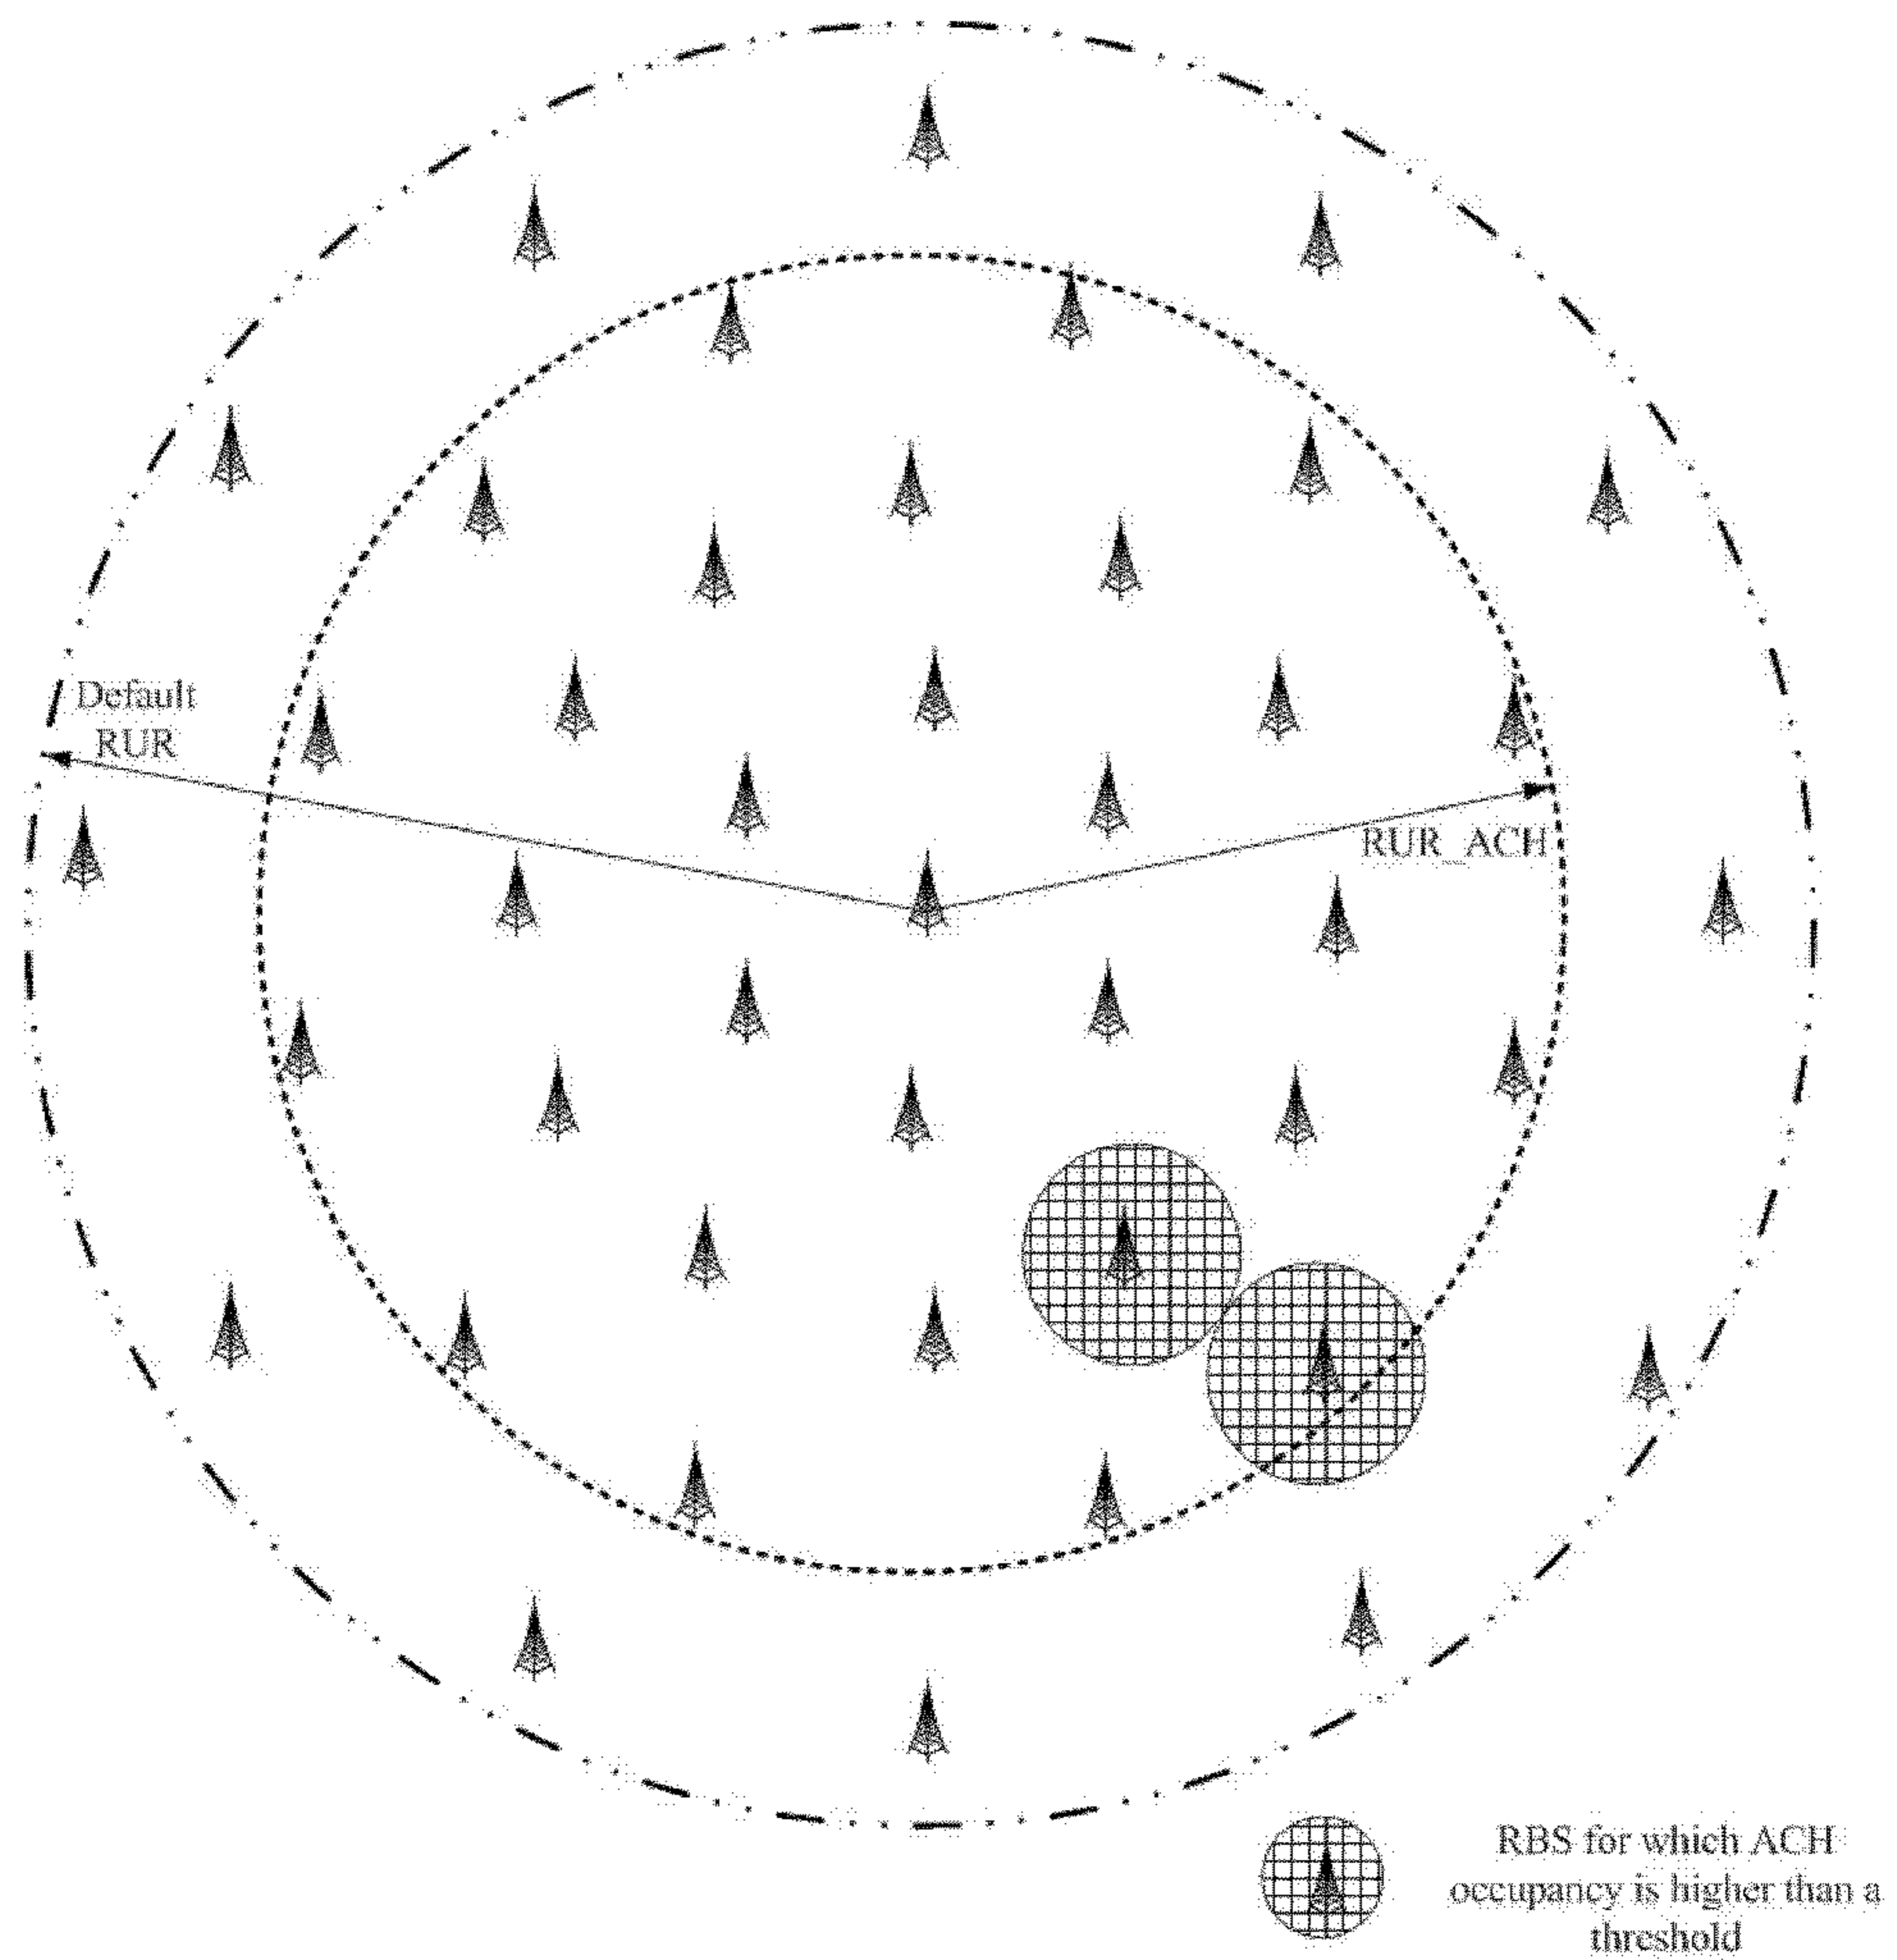 Default
RUR
RUR_ACH
RBS for which ACH
occupancy is higher than a
threshold